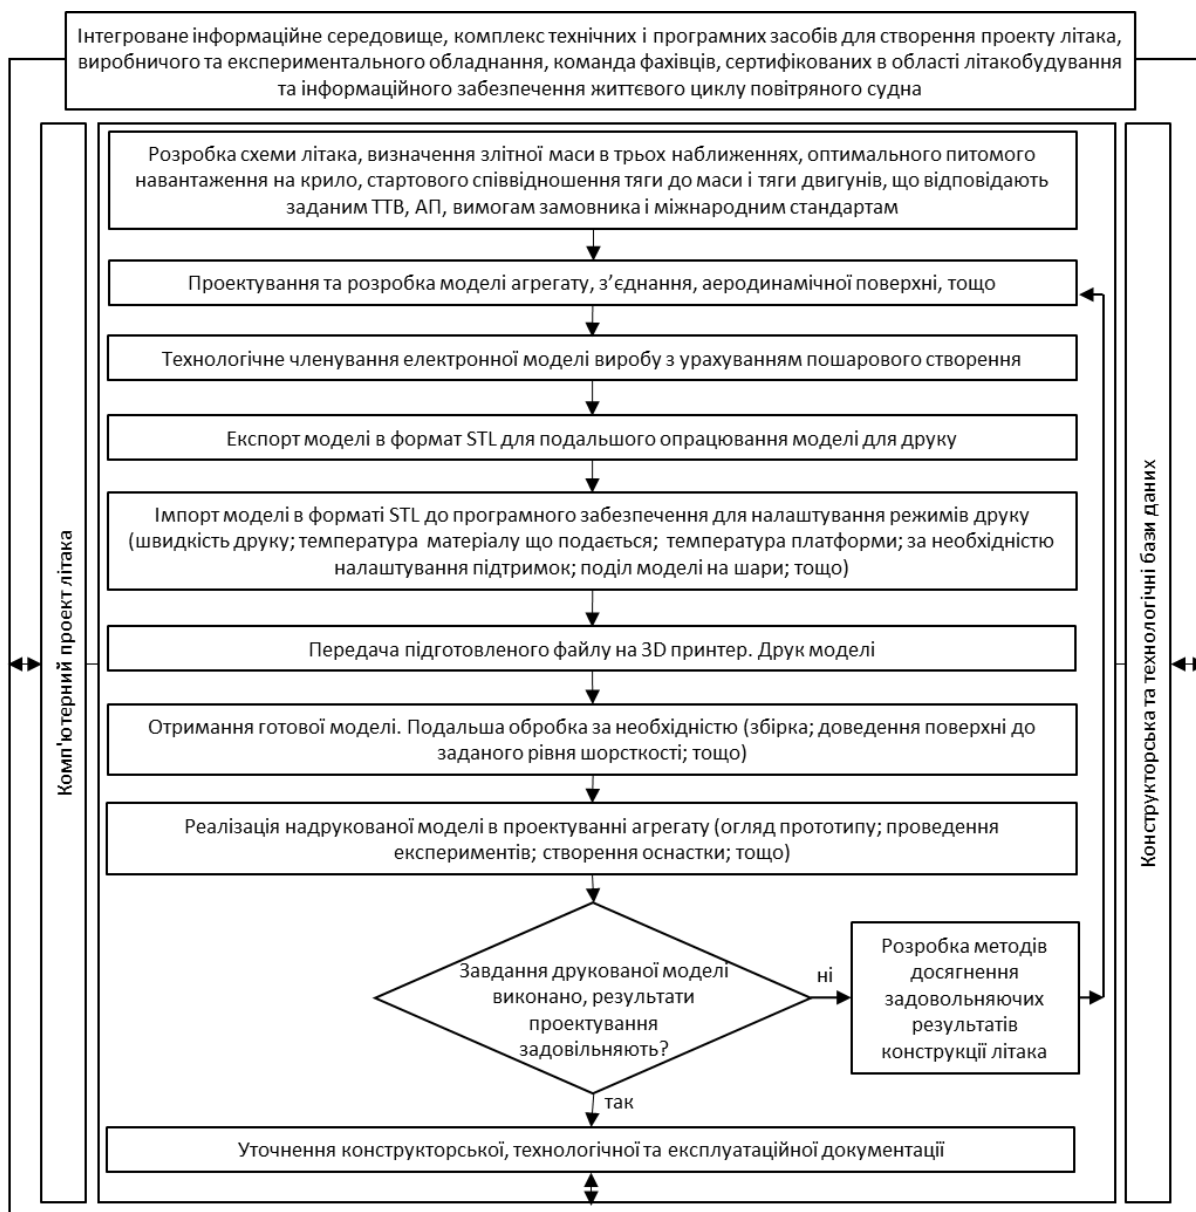 Інтегроване інформаційне середовище, комплекс технічних і програмних засобів для створення проекту літака,
виробничого та експериментального обладнання, команда фахівців, сертифікованих в області літакобудування
та інформаційного забезпечення життєвого циклу повітряного судна
Комп'ютерний проект літака
Розробка схеми літака, визначення злітної маси в трьох наближеннях, оптимального питомого
навантаження на крило, стартового співвідношення тяги до маси і тяги двигунів, що відповідають
заданим ТТВ, АП, вимогам замовника і міжнародним стандартам
Проектування та розробка моделі агрегату, з’єднання, аеродинамічної поверхні, тощо
Технологічне членування електронної моделі виробу з урахуванням пошарового створення
Експорт моделі в формат STL для подальшого опрацювання моделі для друку
Імпорт моделі в форматі STL до програмного забезпечення для налаштування режимів друку
(швидкість друку; температура матеріалу що подається; температура платформи; за необхідністю
налаштування підтримок; поділ моделі на шари; тощо)
Передача підготовленого файлу на 3D принтер. Друк моделі
Отримання готової моделі. Подальша обробка за необхідністю (збірка; доведення поверхні до
заданого рівня шорсткості; тощо)
Реалізація надрукованої моделі в проектуванні агрегату (огляд прототипу; проведення
експериментів; створення оснастки; тощо)
Завдання друкованої моделі
виконано, результати
проектування
задовільняють?
ні
Розробка методів
досягнення
задовольняючих
результатів
конструкції літака
так
Уточнення конструкторської, технологічної та експлуатаційної документації
Конструкторська та технологічні бази даних